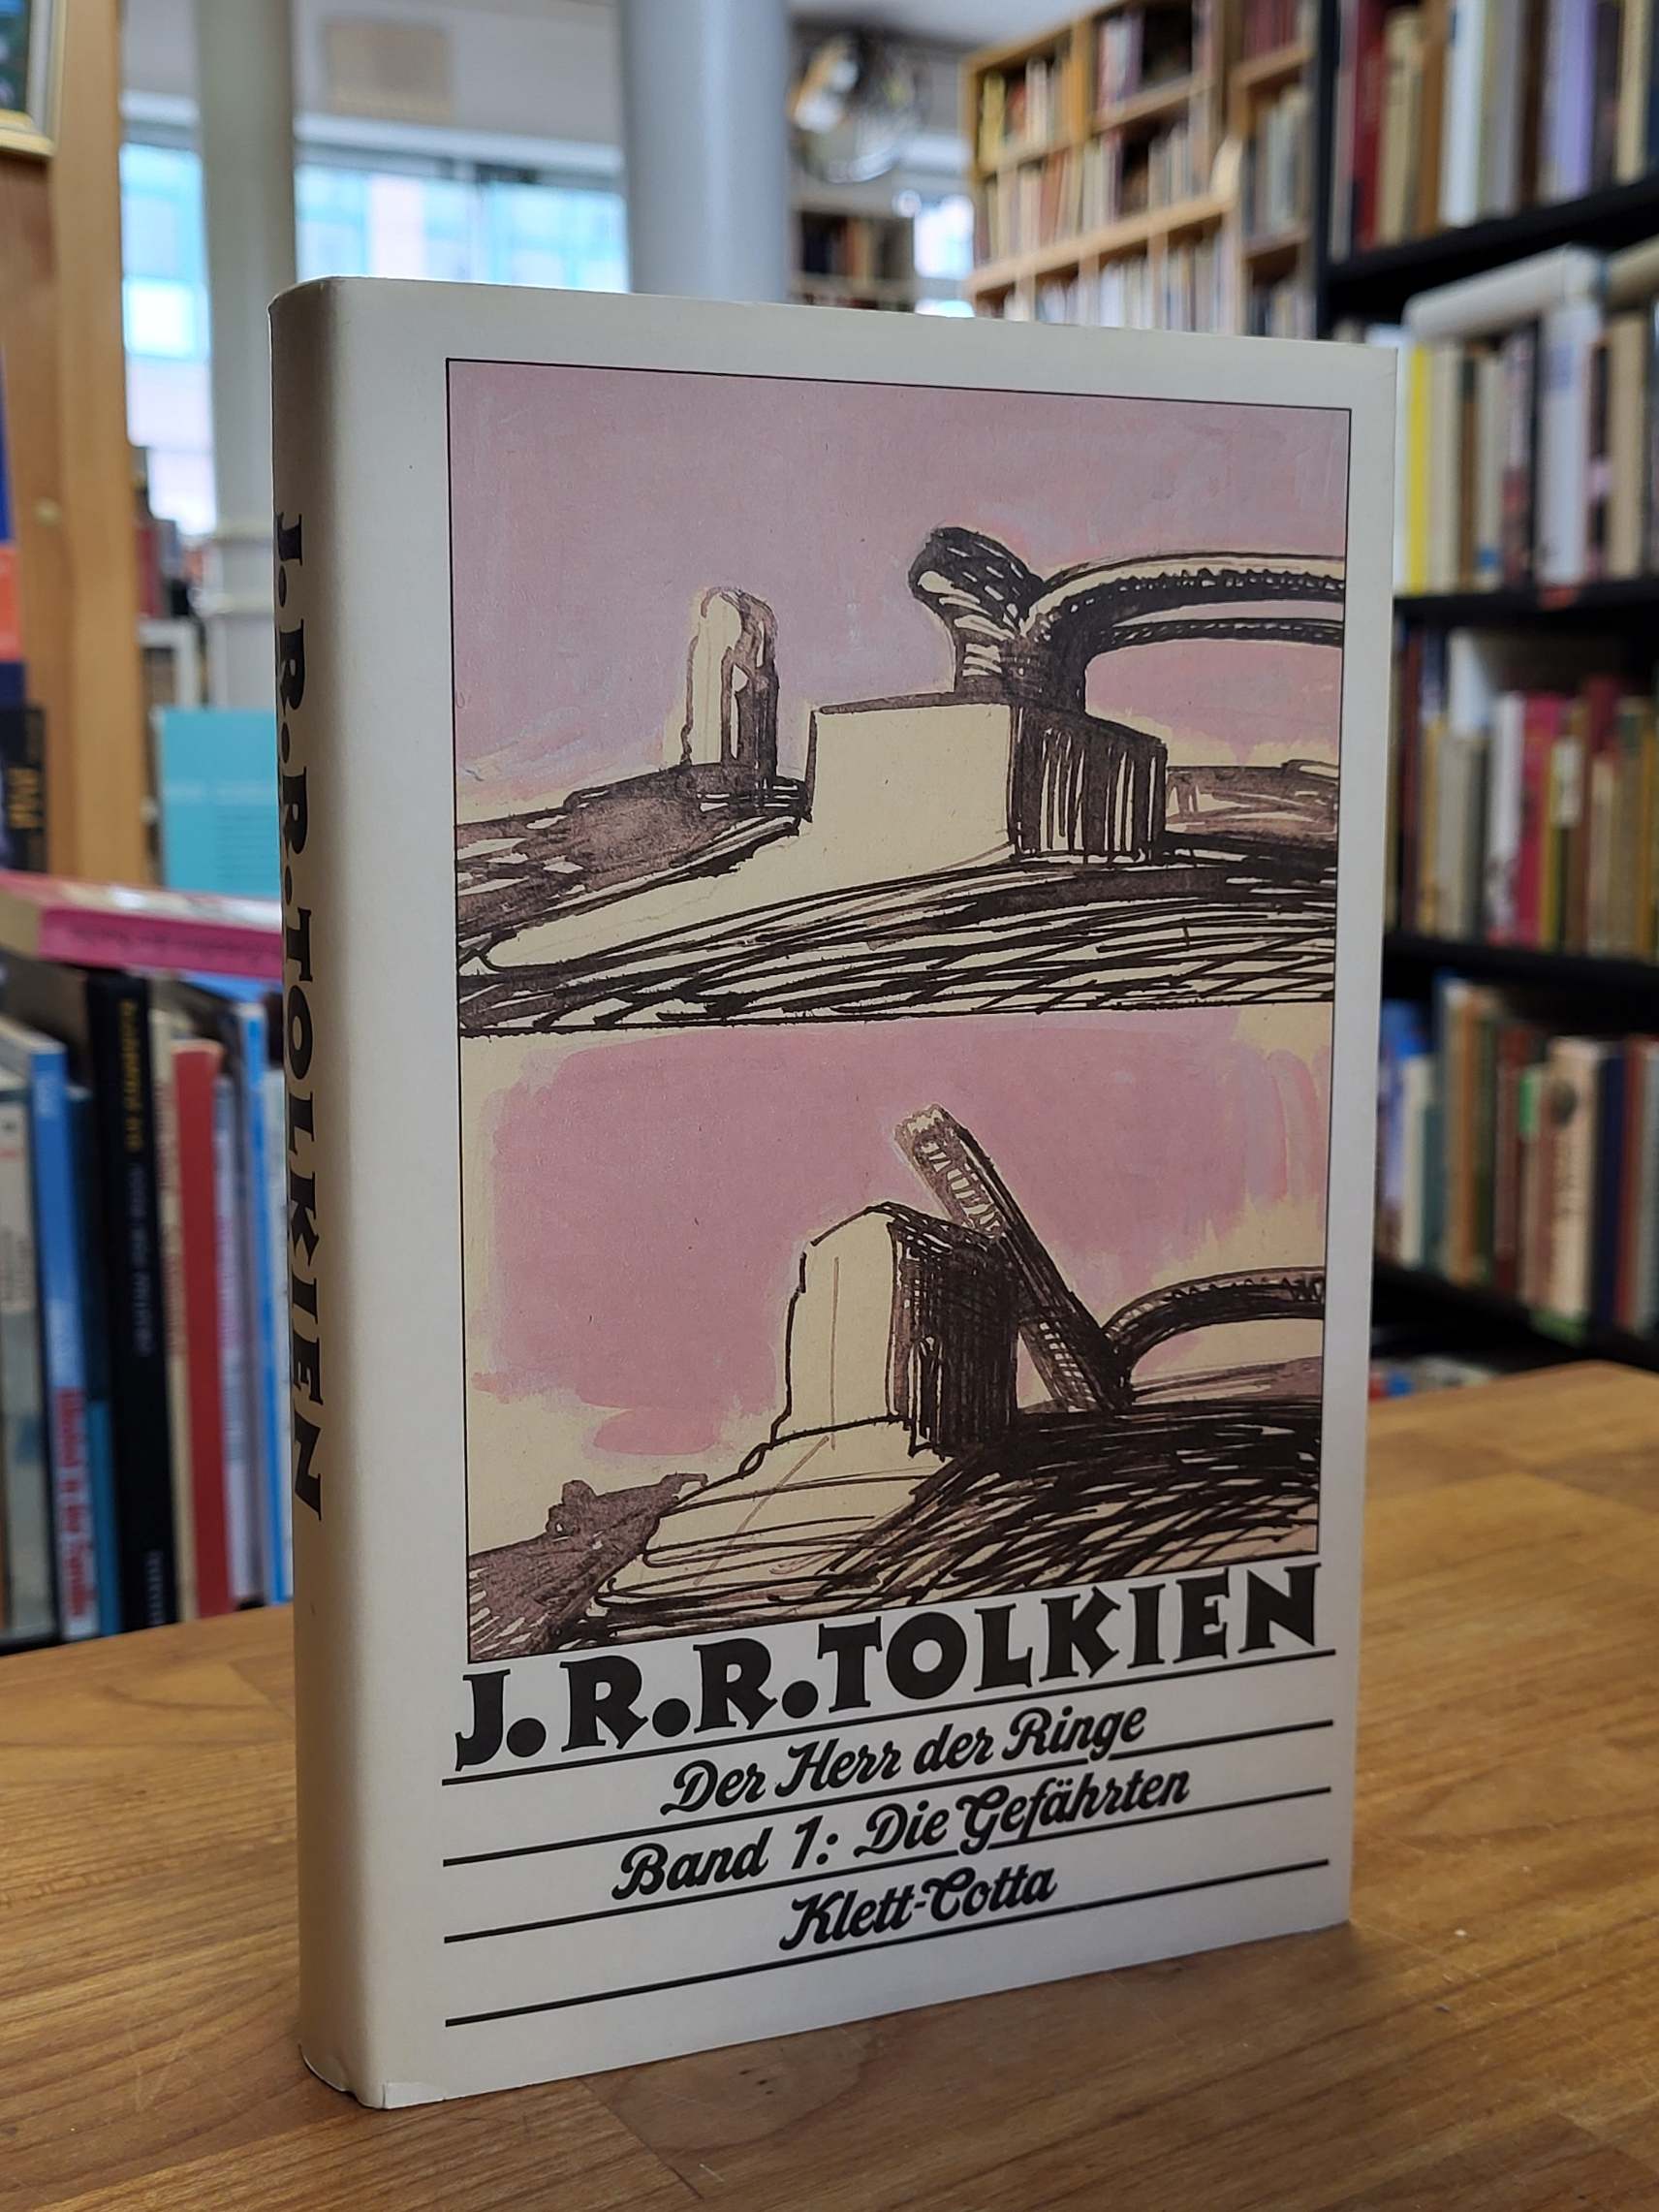 J.R.R.TOLKIEN
J.R.R.TOLKIEN
Der Herr der Ringe
Band 1: Die Gefährten
Klett-Cotta